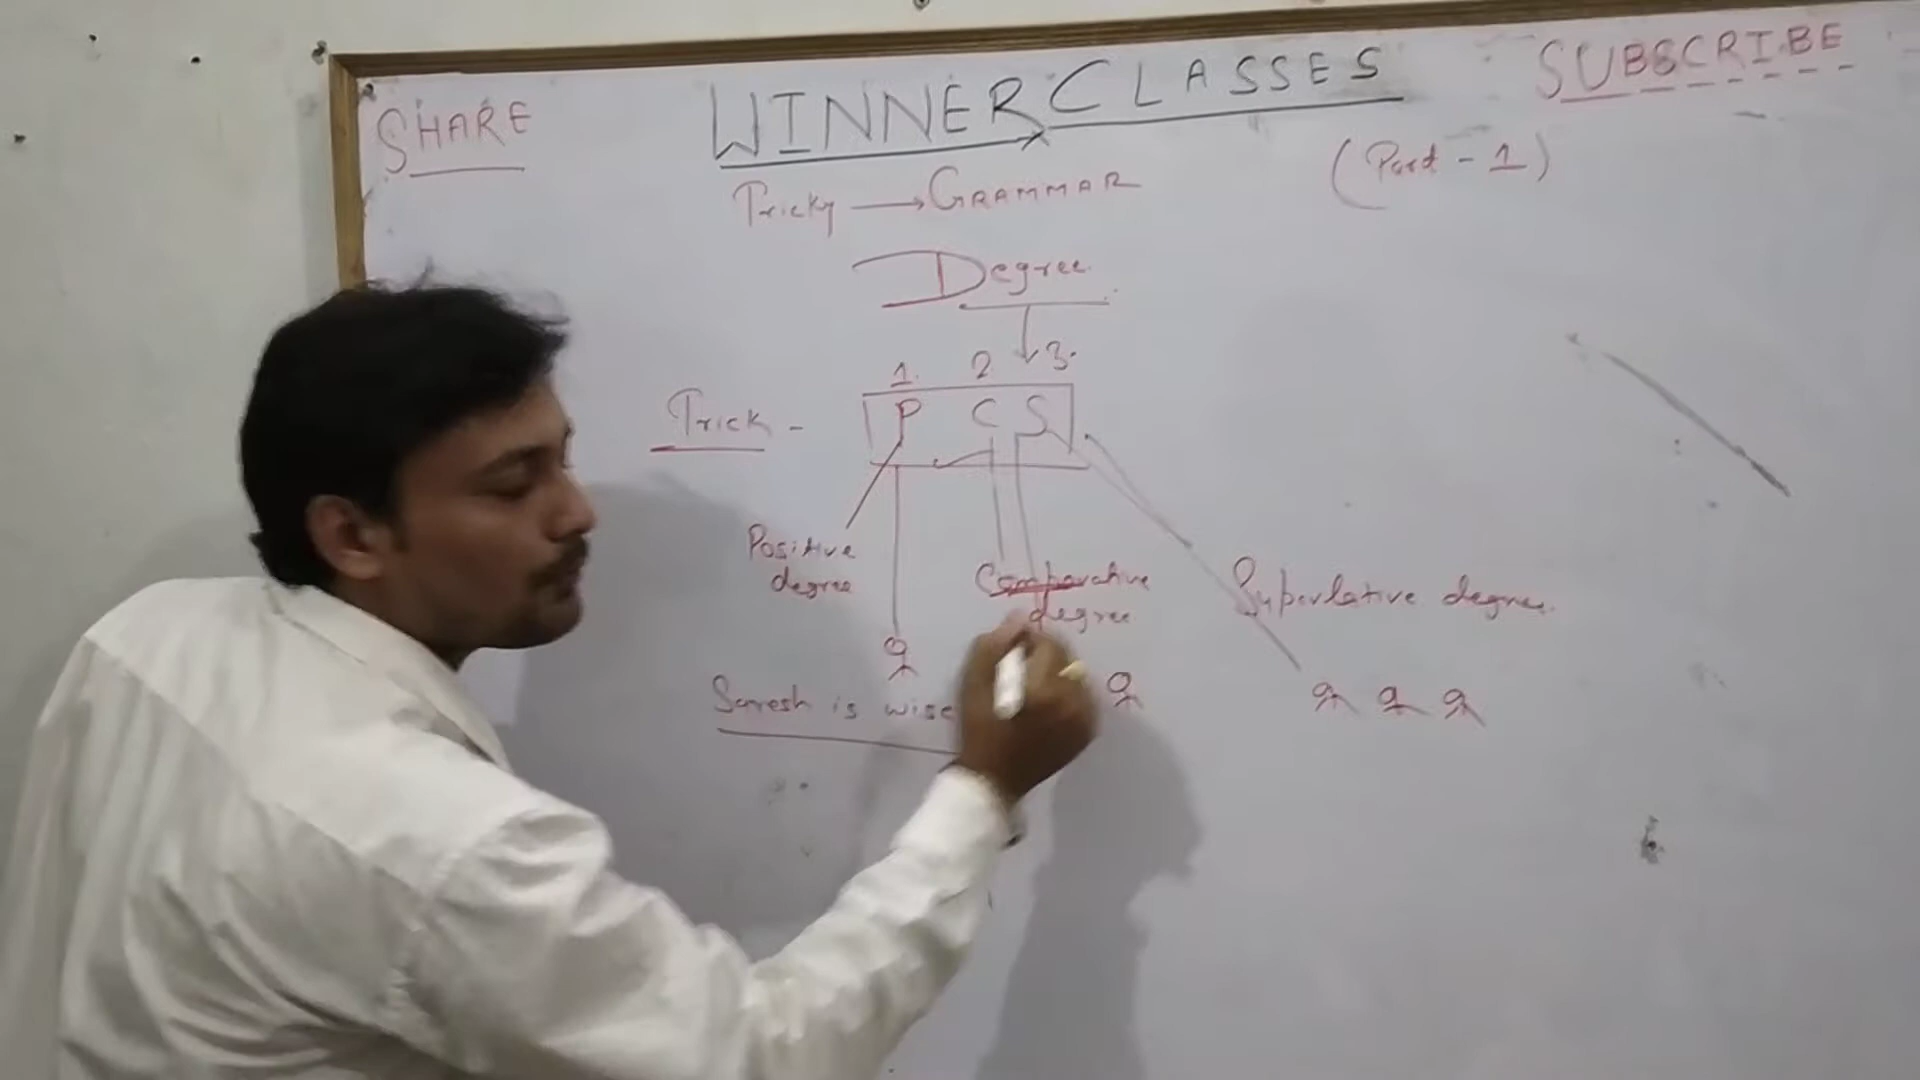 SHARE
WINNER CLASSES
SUBSCRIBE
(Part - 1)
Tricky → GRAMMAR
Degree
1. 2 3.
Trick - P C S
Positive
degree
Comparative
degree
Superlative degree.
Suresh is wise